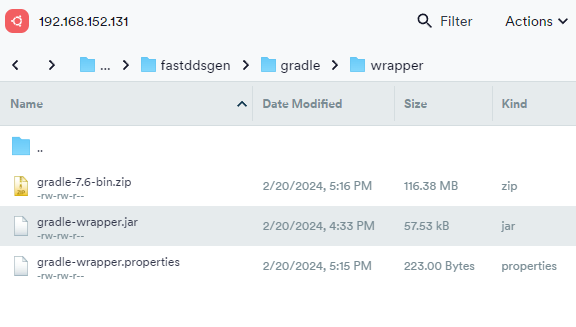 192.168.152.131 Filter Actions
... fastddsgen gradle wrapper
Name Date Modified Size Kind
..
gradle-7.6-bin.zip 2/20/2024, 5:16 PM 116.38 MB zip
-rw-rw-r--
gradle-wrapper.jar 2/20/2024, 4:33 PM 57.53 kB jar
-rw-rw-r--
gradle-wrapper.properties 2/20/2024, 5:15 PM 223.00 Bytes properties
-rw-rw-r--